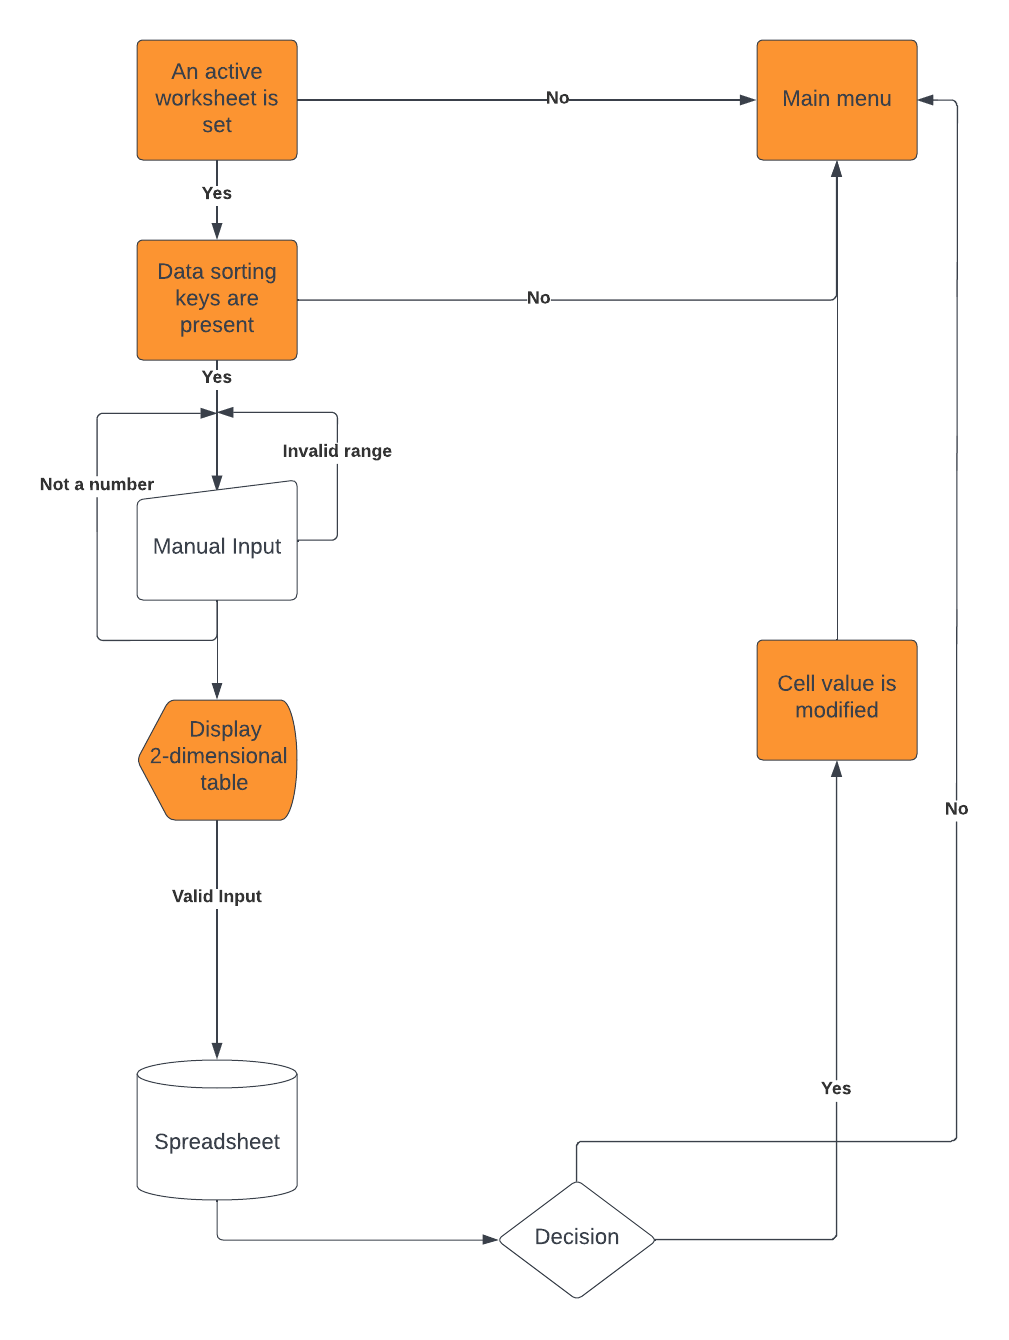 An active
worksheet is
set
No
Main menu
Yes
Data sorting
keys are
present
No
Yes
Invalid range
Not a number
Manual Input
Cell value is
modified
Display
2-dimensional
table
No
Valid Input
Yes
Spreadsheet
Decision